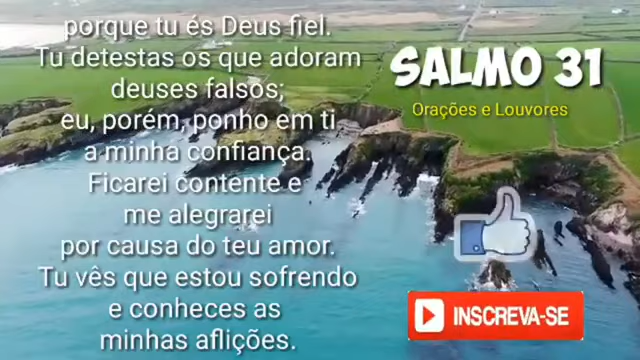 porque tu és Deus fiel.
Tu detestas os que adoram
deuses falsos;
eu, porém, ponho em ti
a minha confiança.
Ficarei contente e
me alegrarei
por causa do teu amor.
Tu vês que estou sofrendo
e conheces as
minhas aflições.
SALMO 31
Orações e Louvores
INSCREVA-SE